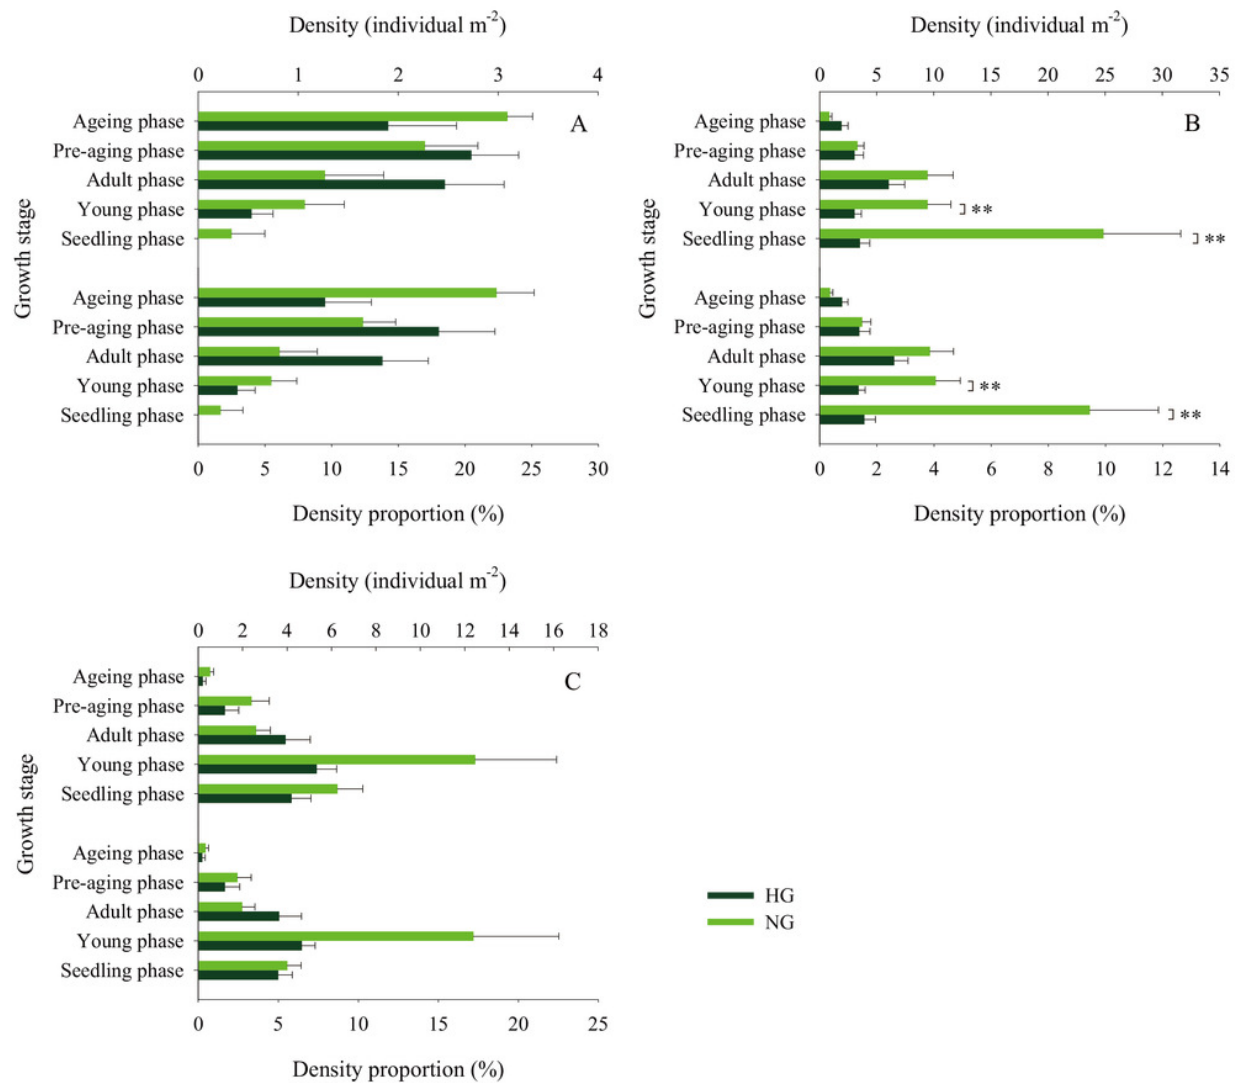 Density (individual m-2)
0 1 2 3 4
A
Ageing phase
Pre-aging phase
Adult phase
Young phase
Seedling phase
Growth stage
Ageing phase
Pre-aging phase
Adult phase
Young phase
Seedling phase
0 5 10 15 20 25 30
Density proportion (%)
Density (individual m-2)
0 5 10 15 20 25 30 35
B
Ageing phase
Pre-aging phase
Adult phase
Young phase
**
Seedling phase
**
Growth stage
Ageing phase
Pre-aging phase
Adult phase
Young phase
**
Seedling phase
**
0 2 4 6 8 10 12 14
Density proportion (%)
Density (individual m-2)
0 2 4 6 8 10 12 14 16 18
C
Ageing phase
Pre-aging phase
Adult phase
Young phase
Seedling phase
Growth stage
Ageing phase
Pre-aging phase
Adult phase
Young phase
Seedling phase
0 5 10 15 20 25
Density proportion (%)
HG
NG